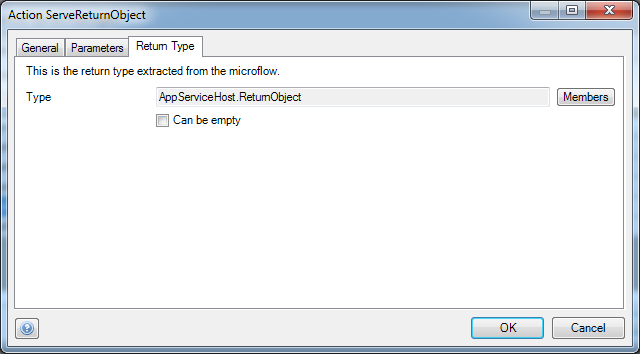 Action ServeReturnObject
General Parameters Return Type
This is the return type extracted from the microflow.
Type AppServiceHost.ReturnObject Members
Can be empty
? OK Cancel